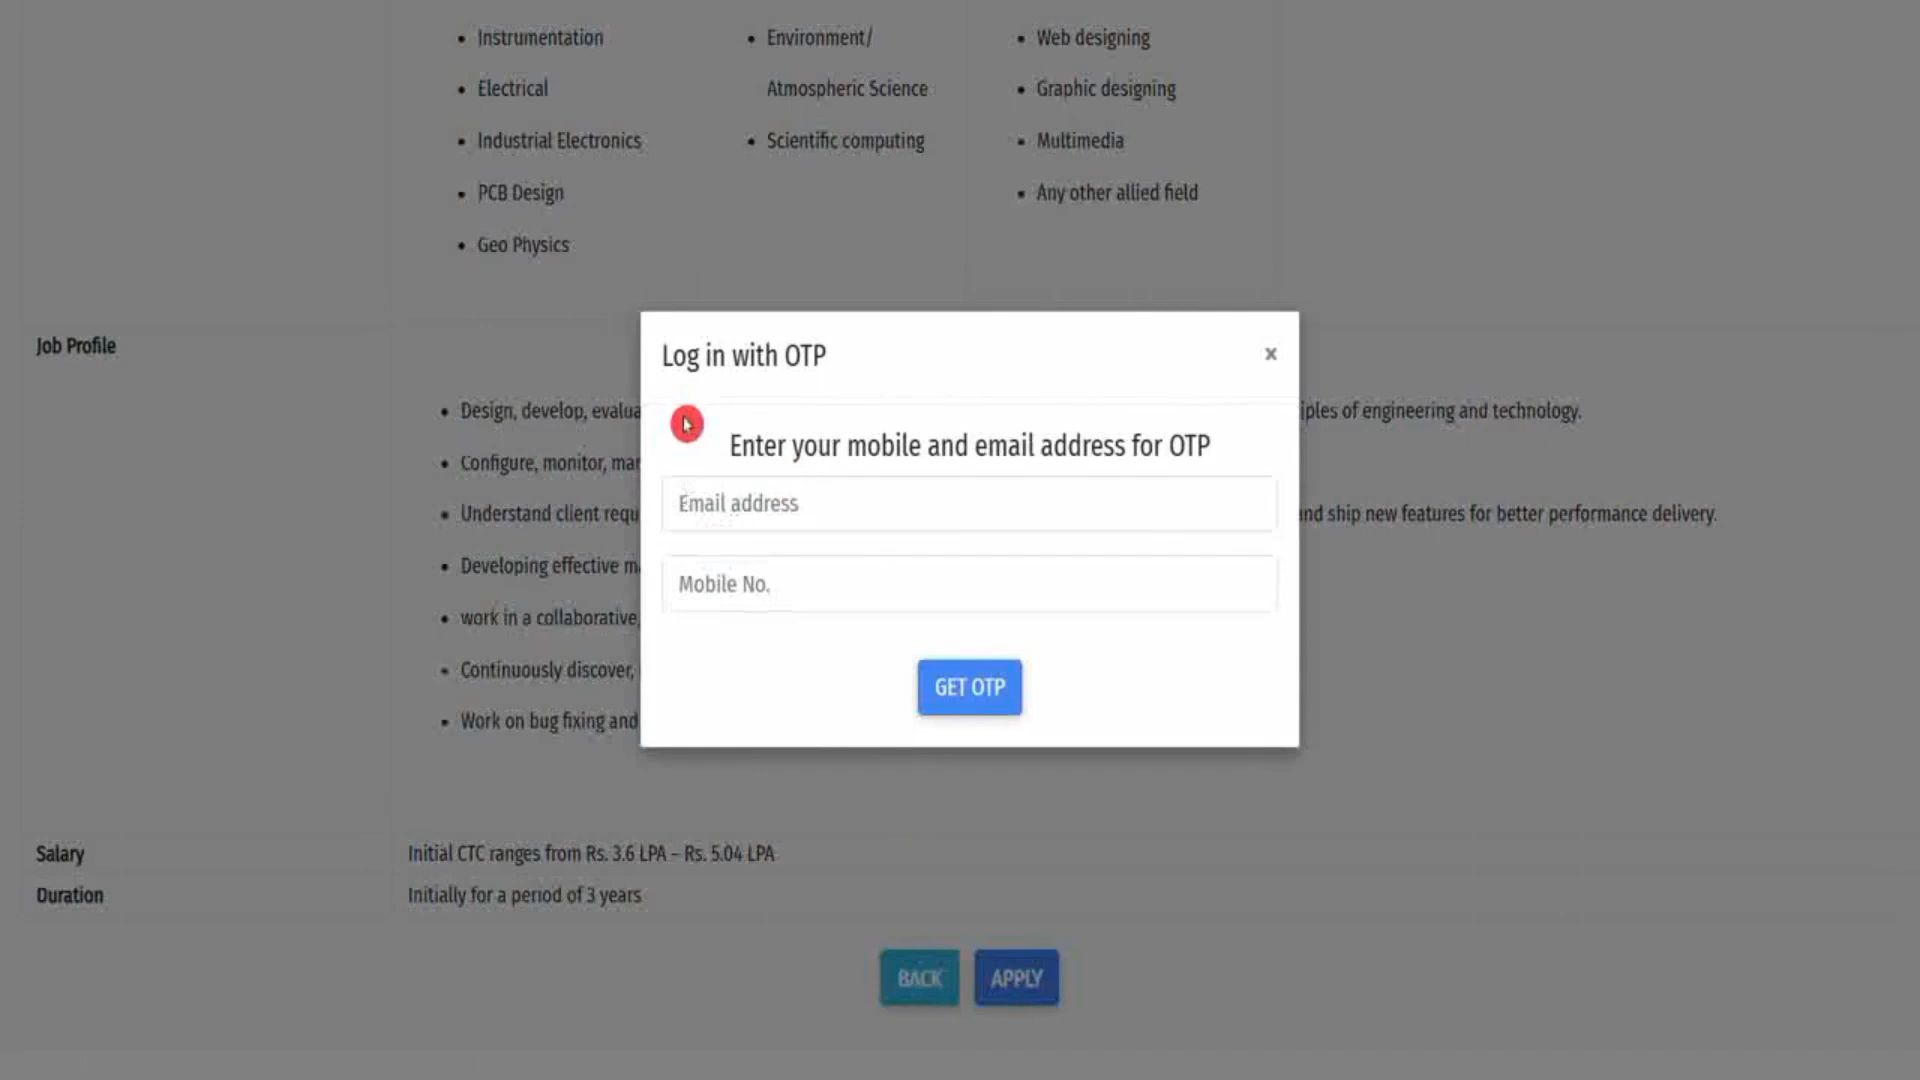 Instrumentation
Electrical
Industrial Electronics
PCB Design
Geo Physics
Environment/
Atmospheric Science
Scientific computing
Web designing
Graphic designing
Multimedia
Any other allied field
Job Profile
Design, develop, evalua
iples of engineering and technology.
Configure, monitor, mar
Understand client requ
nd ship new features for better performance delivery.
Developing effective m
work in a collaborative,
Continuously discover,
Work on bug fixing and
Log in with OTP
x
Enter your mobile and email address for OTP
Email address
Mobile No.
GET OTP
Salary
Initial CTC ranges from Rs. 3.6 LPA – Rs. 5.04 LPA
Duration
Initially for a period of 3 years
BACK
APPLY